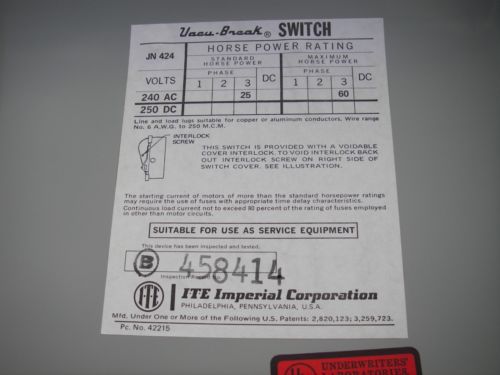 Vacu-Break® SWITCH
JN 424
HORSE POWER RATING
STANDARD HORSE POWER MAXIMUM HORSE POWER
VOLTS PHASE DC PHASE DC
1 2 3 1 2 3
240 AC 25 60
250 DC
Line and load lugs suitable for copper or aluminum conductors. Wire range
No. 6 A.W.G. to 250 M.C.M.
INTERLOCK
SCREW
THIS SWITCH IS PROVIDED WITH A VOIDABLE
COVER INTERLOCK. TO VOID INTERLOCK BACK
OUT INTERLOCK SCREW ON RIGHT SIDE OF
SWITCH COVER. SEE ILLUSTRATION.
The starting current of motors of more than the standard horsepower ratings
may require the use of fuses with appropriate time delay characteristics.
Continuous load current not to exceed 80 percent of the rating of fuses employed
in other than motor circuits.
SUITABLE FOR USE AS SERVICE EQUIPMENT
This device has been inspected and tested.
B 458414
Inspection
ITE ITE Imperial Corporation
PHILADELPHIA, PENNSYLVANIA, U.S.A.
Mfd. Under One or More of the Following U.S. Patents: 2,820,123; 3,259,723.
Pc. No. 42215
UNDERWRITERS'
LABORATORIES